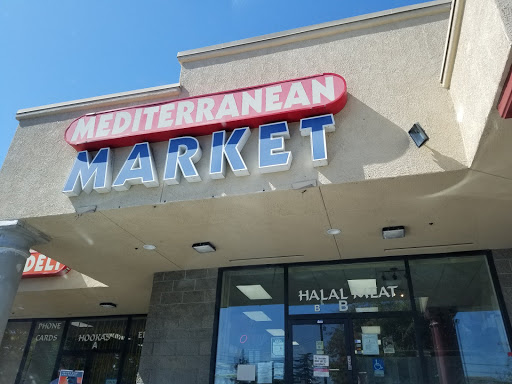 MEDITERRANEAN
MARKET
DELI
HALAL MEAT
B B
PHONE
CARDS
HOOKAS
A